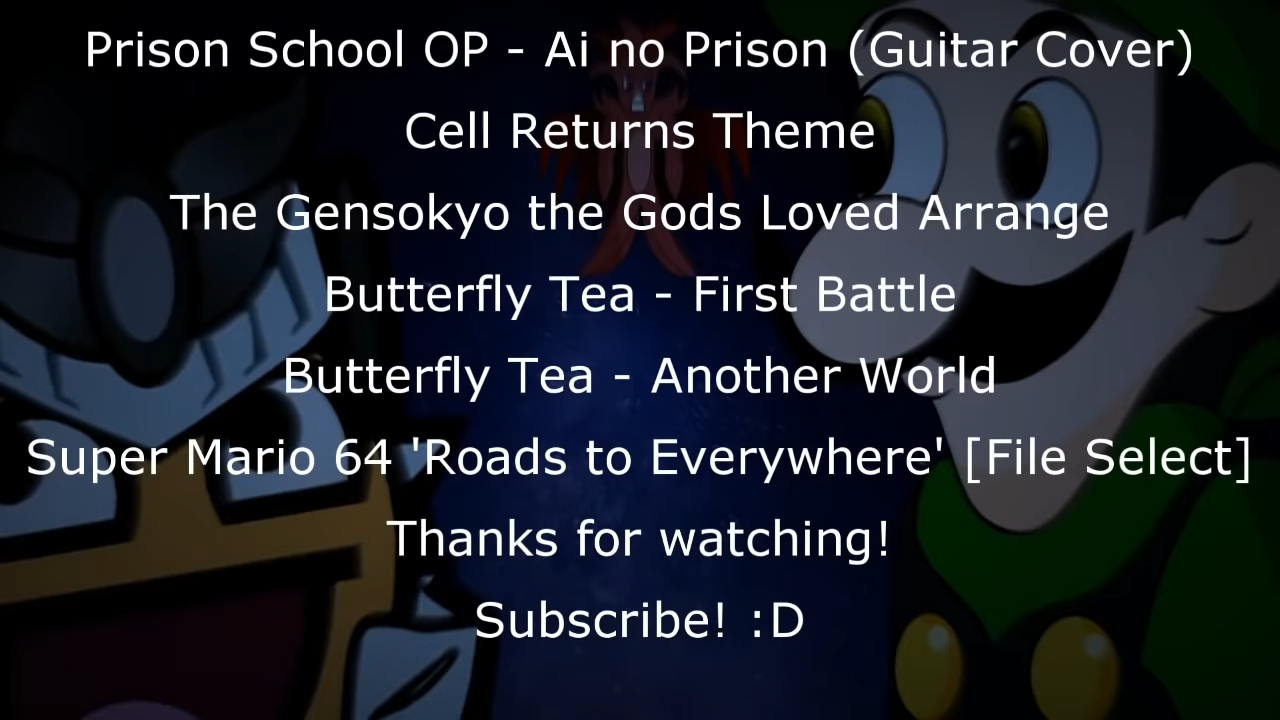 Prison School OP - Ai no Prison (Guitar Cover)
Cell Returns Theme
The Gensokyo the Gods Loved Arrange
Butterfly Tea - First Battle
Butterfly Tea - Another World
Super Mario 64 'Roads to Everywhere' [File Select]
Thanks for watching!
Subscribe! :D